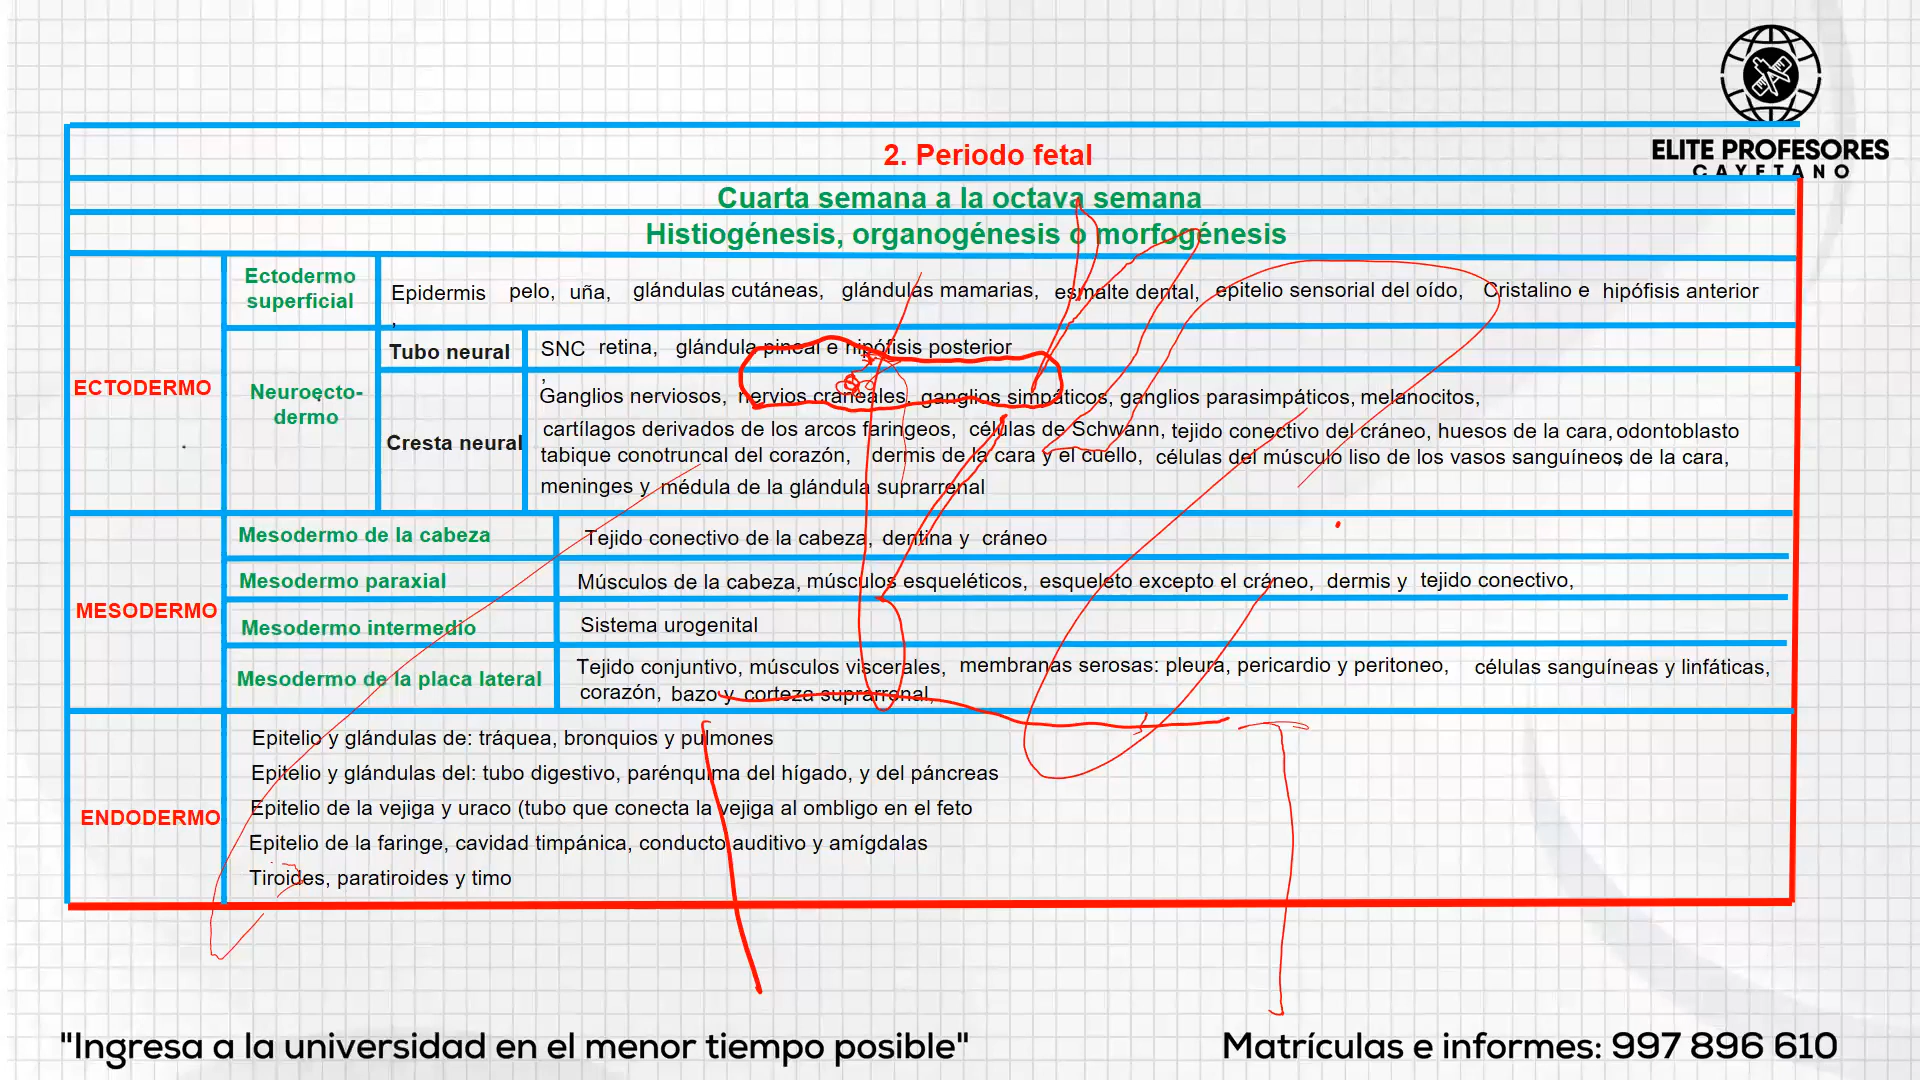 ELITE PROFESORES
CAYETANO
2. Periodo fetal
Cuarta semana a la octava semana
Histiogénesis, organogénesis o morfogénesis
ECTODERMO
Ectodermo superficial
Epidermis pelo, uña, glándulas cutáneas, glándulas mamarias, esmalte dental, epitelio sensorial del oído, Cristalino e hipófisis anterior
,
Neuroecto-
dermo
Tubo neural
SNC retina, glándula pineal e hipófisis posterior
,
Cresta neural
Ganglios nerviosos, nervios craneales, ganglios simpáticos, ganglios parasimpáticos, melanocitos,
cartílagos derivados de los arcos faringeos, células de Schwann, tejido conectivo del cráneo, huesos de la cara, odontoblasto
tabique conotruncal del corazón, dermis de la cara y el cuello, células del músculo liso de los vasos sanguíneos, de la cara,
meninges y médula de la glándula suprarrenal
MESODERMO
Mesodermo de la cabeza
Tejido conectivo de la cabeza, dentina y cráneo
Mesodermo paraxial
Músculos de la cabeza, músculos esqueléticos, esqueleto excepto el cráneo, dermis y tejido conectivo,
Mesodermo intermedio
Sistema urogenital
Mesodermo de la placa lateral
Tejido conjuntivo, músculos viscerales, membranas serosas: pleura, pericardio y peritoneo, células sanguíneas y linfáticas,
corazón, bazo y corteza suprarrenal,
ENDODERMO
Epitelio y glándulas de: tráquea, bronquios y pulmones
Epitelio y glándulas del: tubo digestivo, parénquima del hígado, y del páncreas
Epitelio de la vejiga y uraco (tubo que conecta la vejiga al ombligo en el feto
Epitelio de la faringe, cavidad timpánica, conducto auditivo y amígdalas
Tiroides, paratiroides y timo
"Ingresa a la universidad en el menor tiempo posible"
Matrículas e informes: 997 896 610